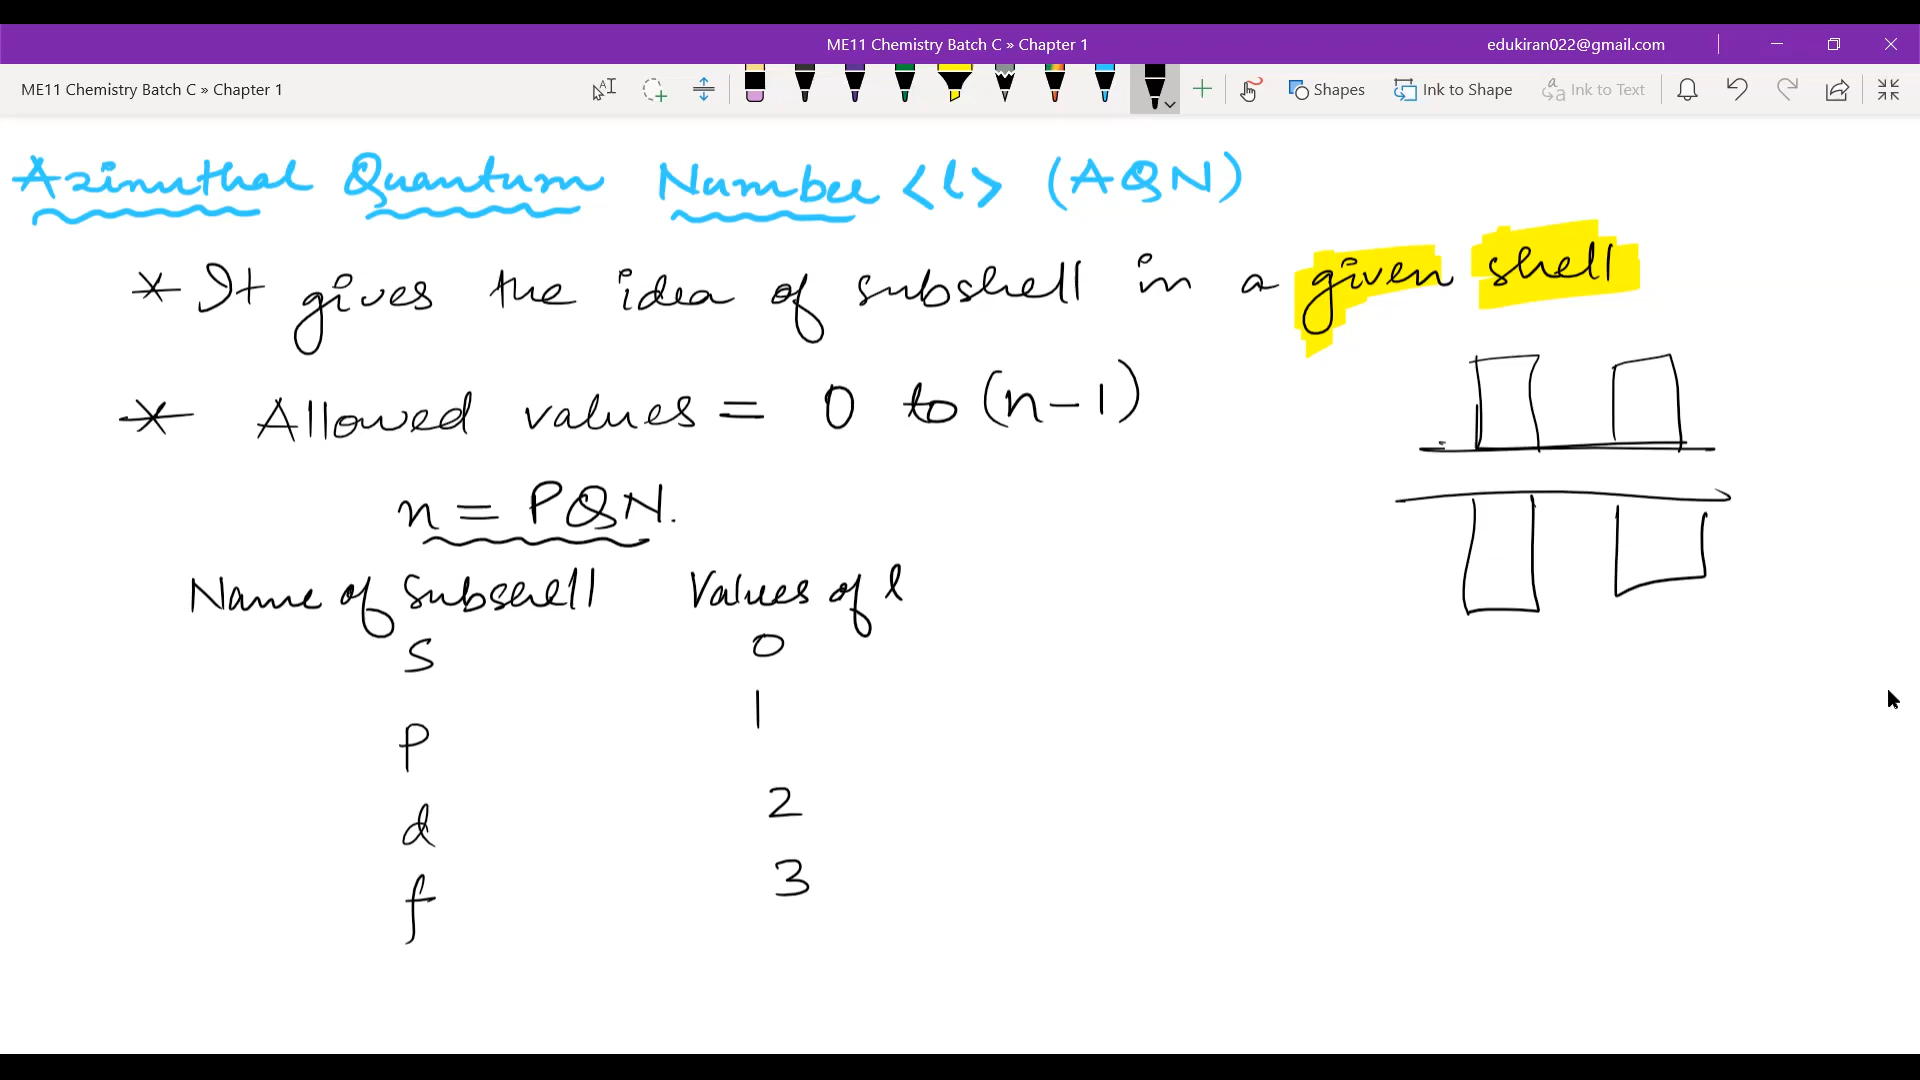 ME11 Chemistry Batch C » Chapter 1
edukiran022@gmail.com
ME11 Chemistry Batch C » Chapter 1
Shapes
Ink to Shape
Ink to Text
Azimuthal Quantum Number <l> (AQN)
* It gives the idea of subshell in a given shell
* Allowed values = 0 to (n-1)
n = PQN.
Name of Subshell Values of l
S 0
P 1
d 2
f 3